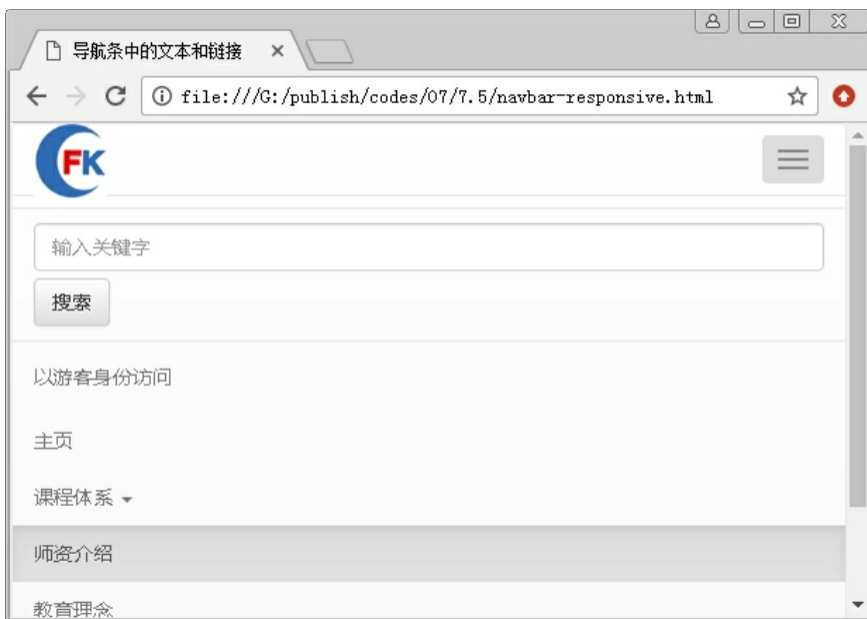 导航条中的文本和链接
file:///G:/publish/codes/07/7.5/navbar-responsive.html
FK
输入关键字
搜索
以游客身份访问
主页
课程体系
师资介绍
教育理念